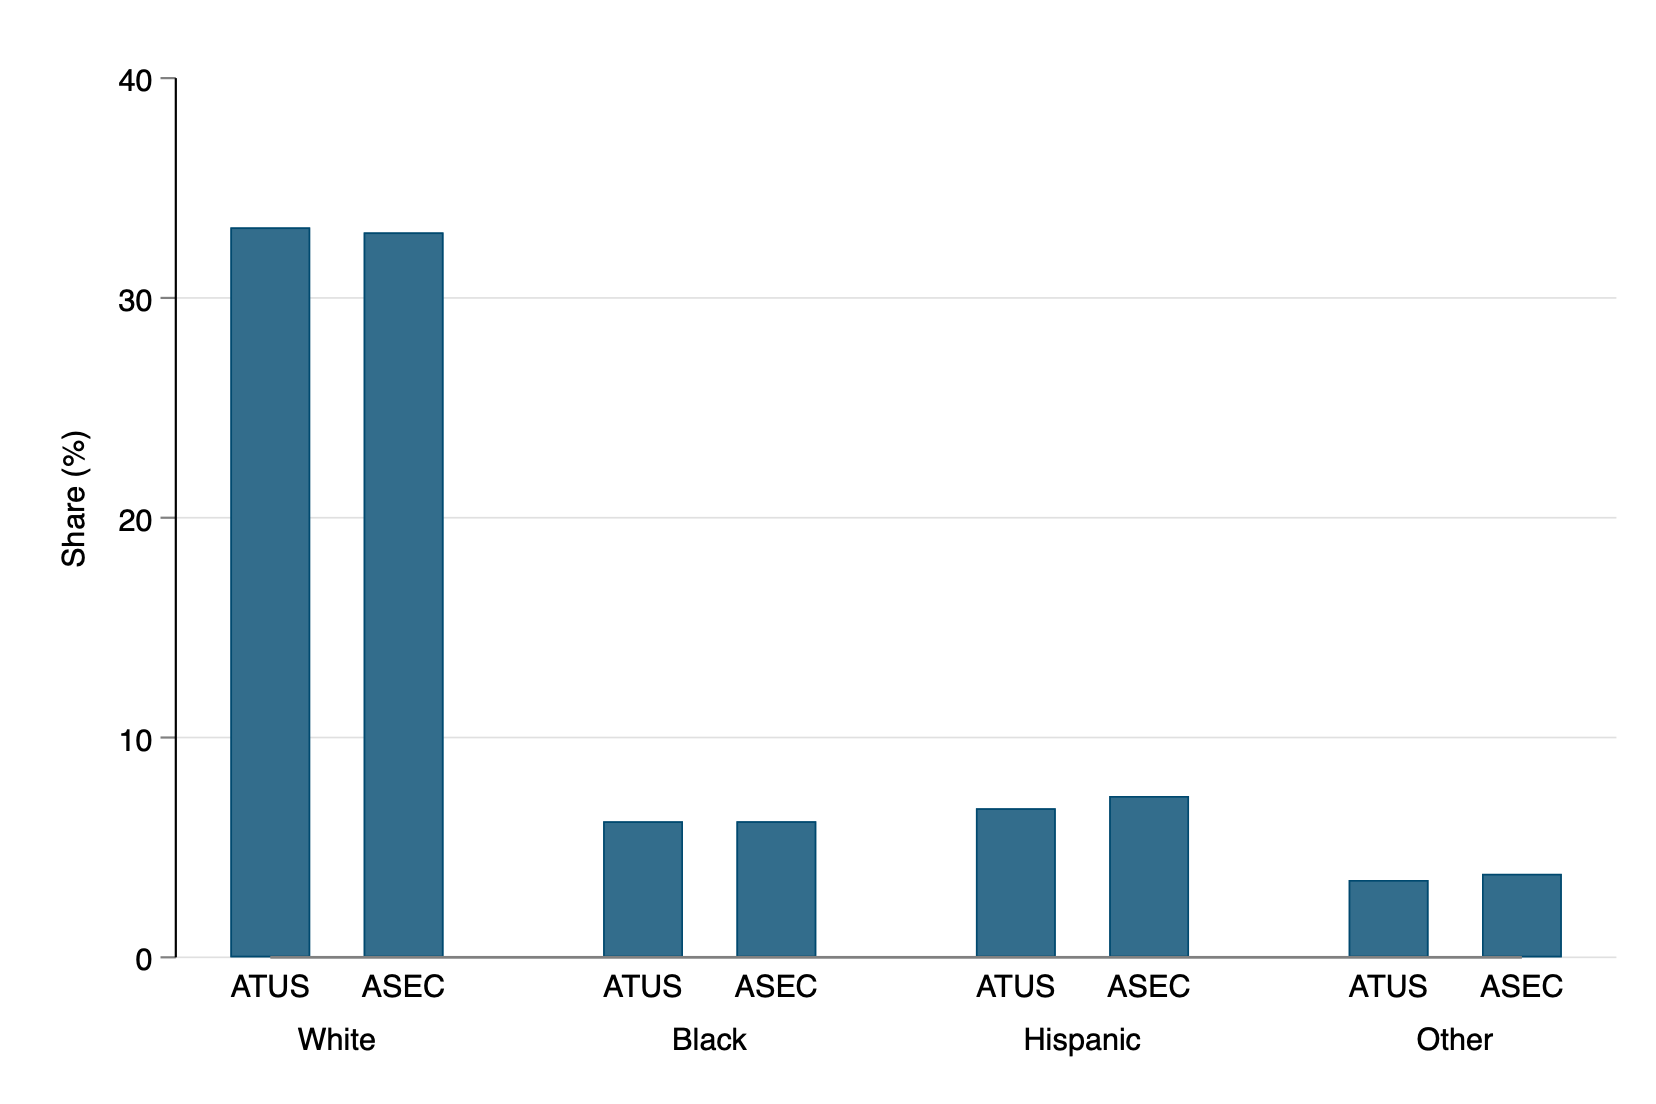 40
30
20
10
0
Share (%)
ATUS ASEC ATUS ASEC ATUS ASEC ATUS ASEC
White Black Hispanic Other